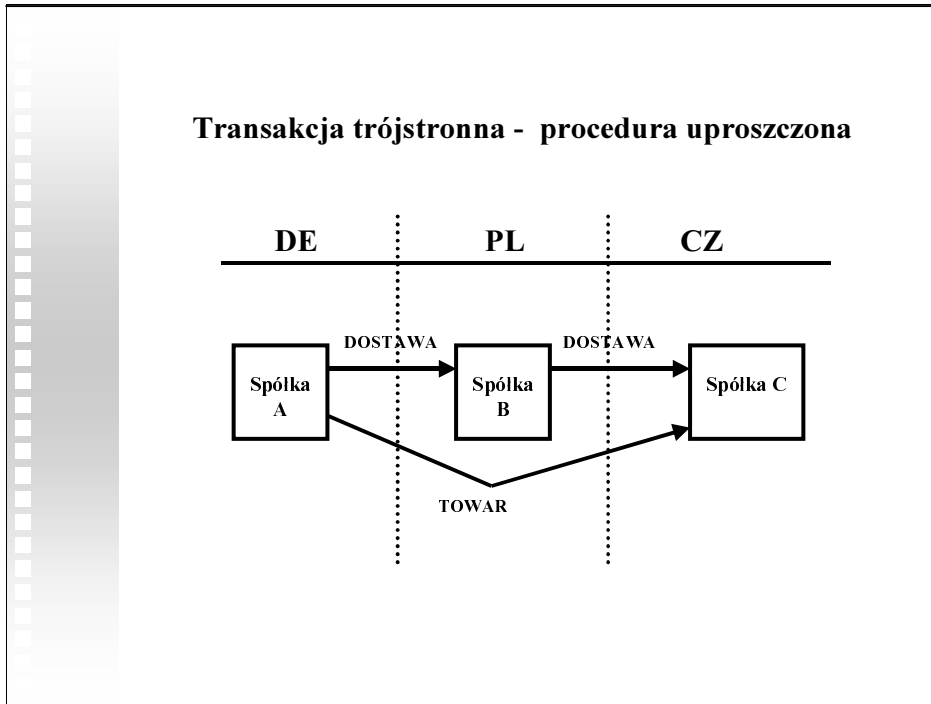 Transakcja trójstronna - procedura uproszczona
DE PL CZ
DOSTAWA DOSTAWA
Spółka Spółka Spółka C
A B
TOWAR